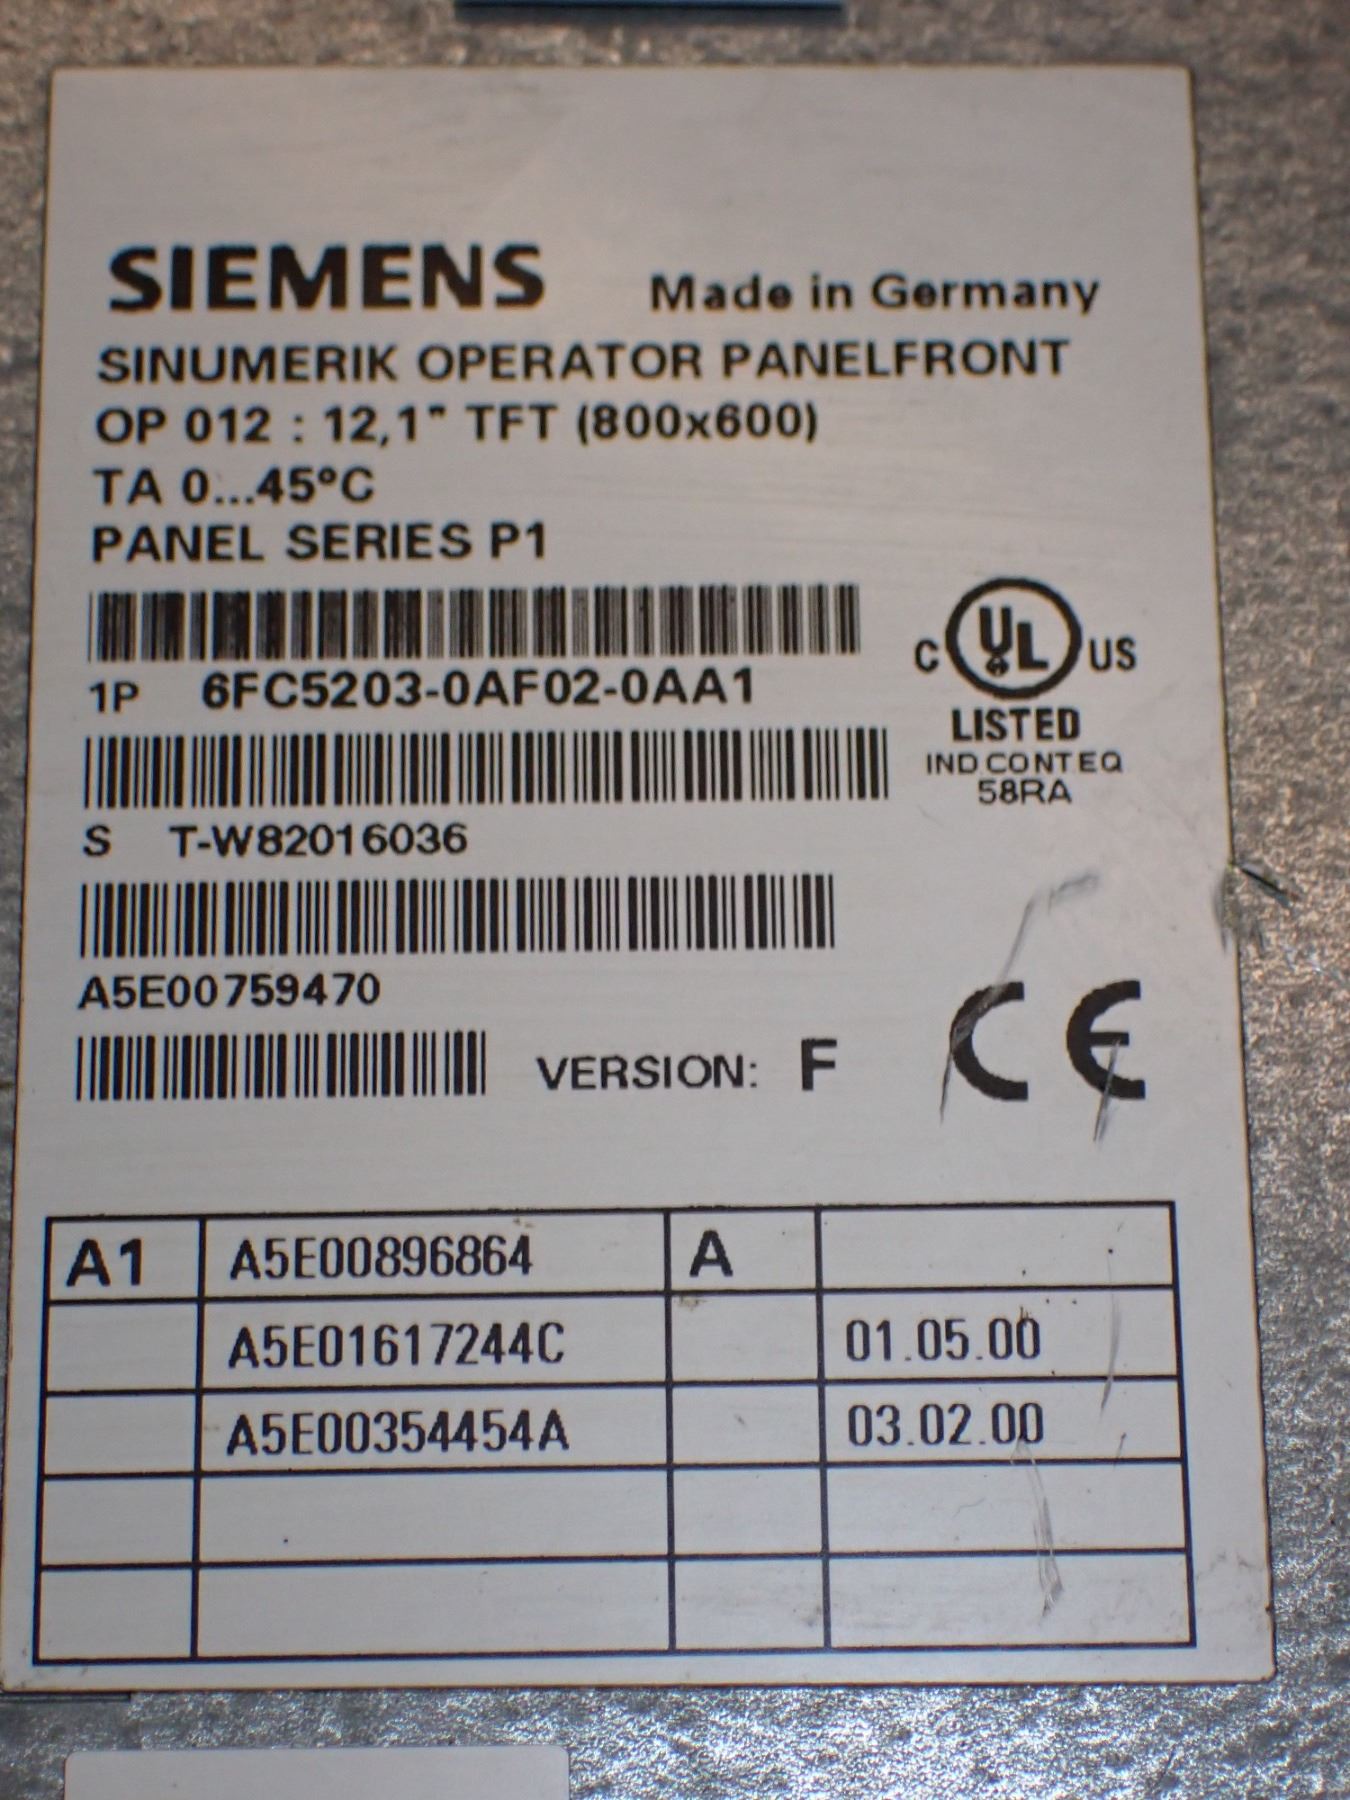 SIEMENS Made in Germany
SINUMERIK OPERATOR PANELFRONT
OP 012 : 12,1" TFT (800x600)
TA 0...45°C
PANEL SERIES P1
1P 6FC5203-0AF02-0AA1
C UL US
LISTED
IND CONT EQ
58RA
S T-W82016036
A5E00759470
VERSION: F
CE
A1 A5E00896864 A
A5E01617244C 01.05.00
A5E00354454A 03.02.00